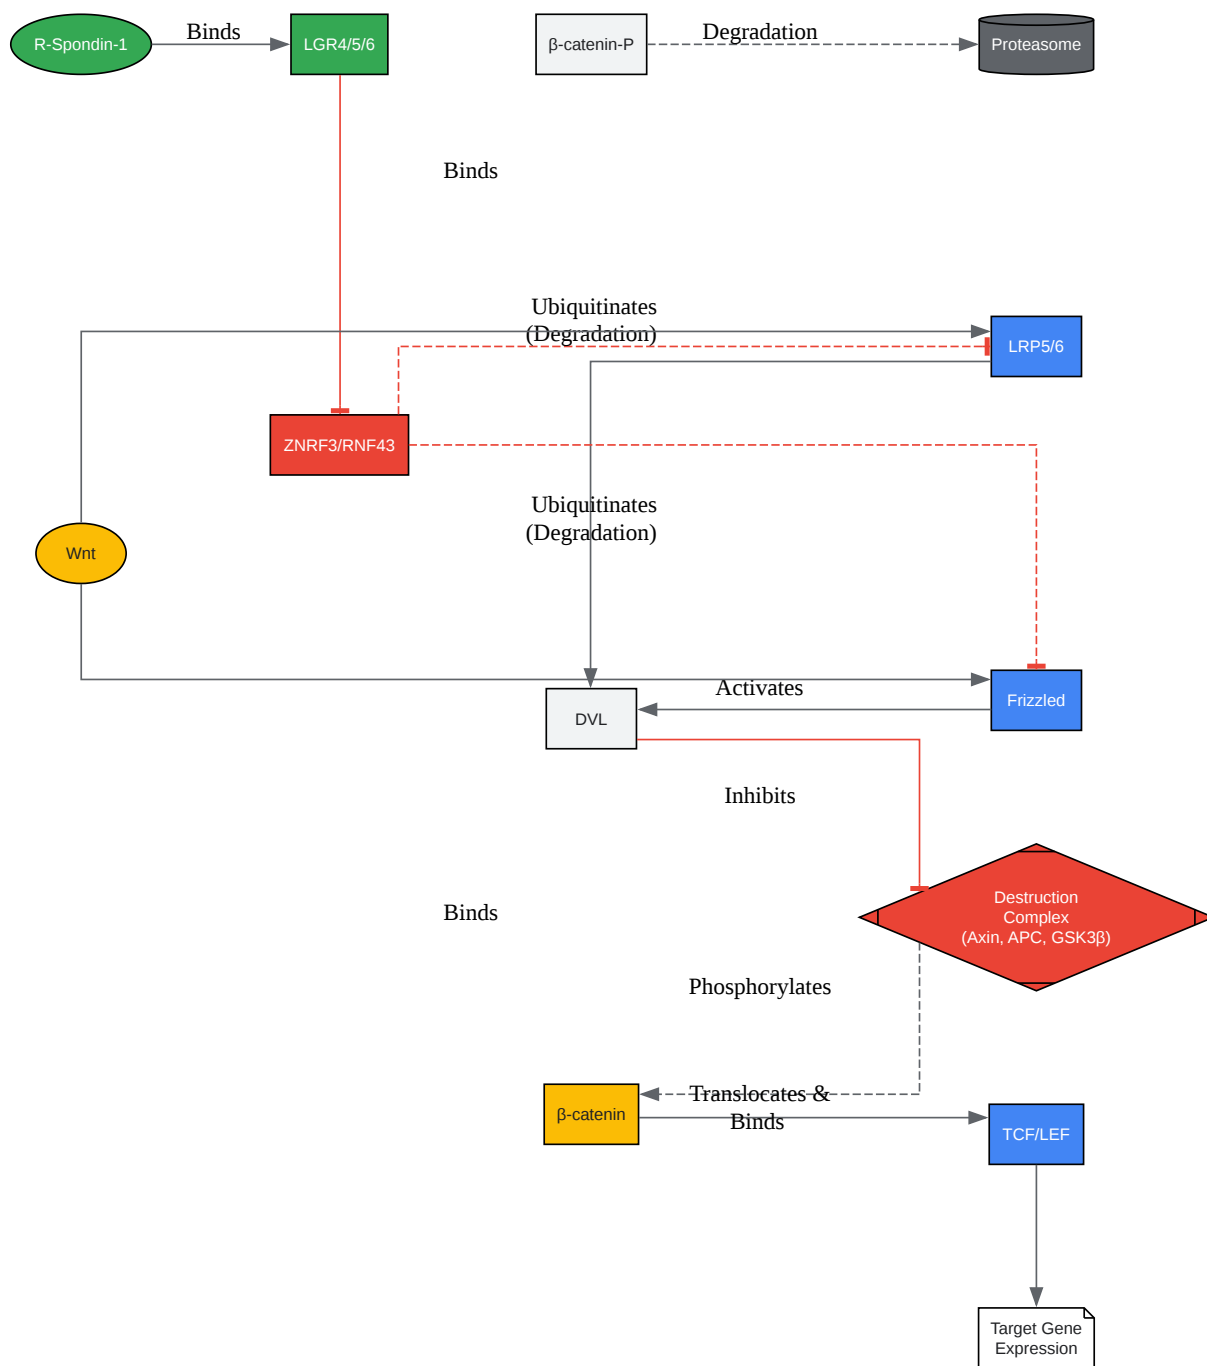 R-Spondin-1
Binds
LGR4/5/6
β-catenin-P
Degradation
Proteasome
Binds
Ubiquitinates
(Degradation)
LRP5/6
ZNRF3/RNF43
Ubiquitinates
(Degradation)
Wnt
Activates
Frizzled
DVL
Inhibits
Destruction
Complex
(Axin, APC, GSK3β)
Binds
Phosphorylates
β-catenin
Translocates &
Binds
TCF/LEF
Target Gene
Expression